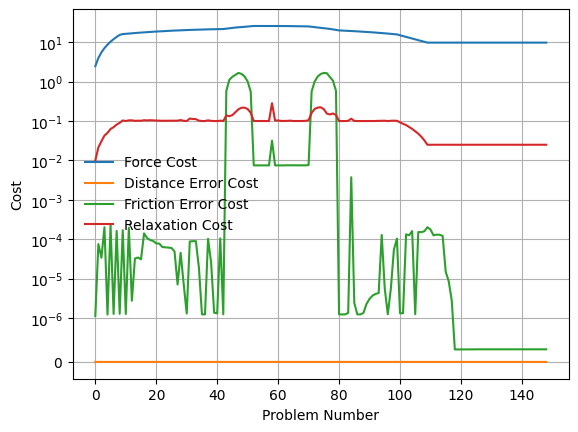 Cost
10¹
10⁰
10⁻¹
10⁻²
10⁻³
10⁻⁴
10⁻⁵
10⁻⁶
0
Force Cost
Distance Error Cost
Friction Error Cost
Relaxation Cost
0 20 40 60 80 100 120 140
Problem Number